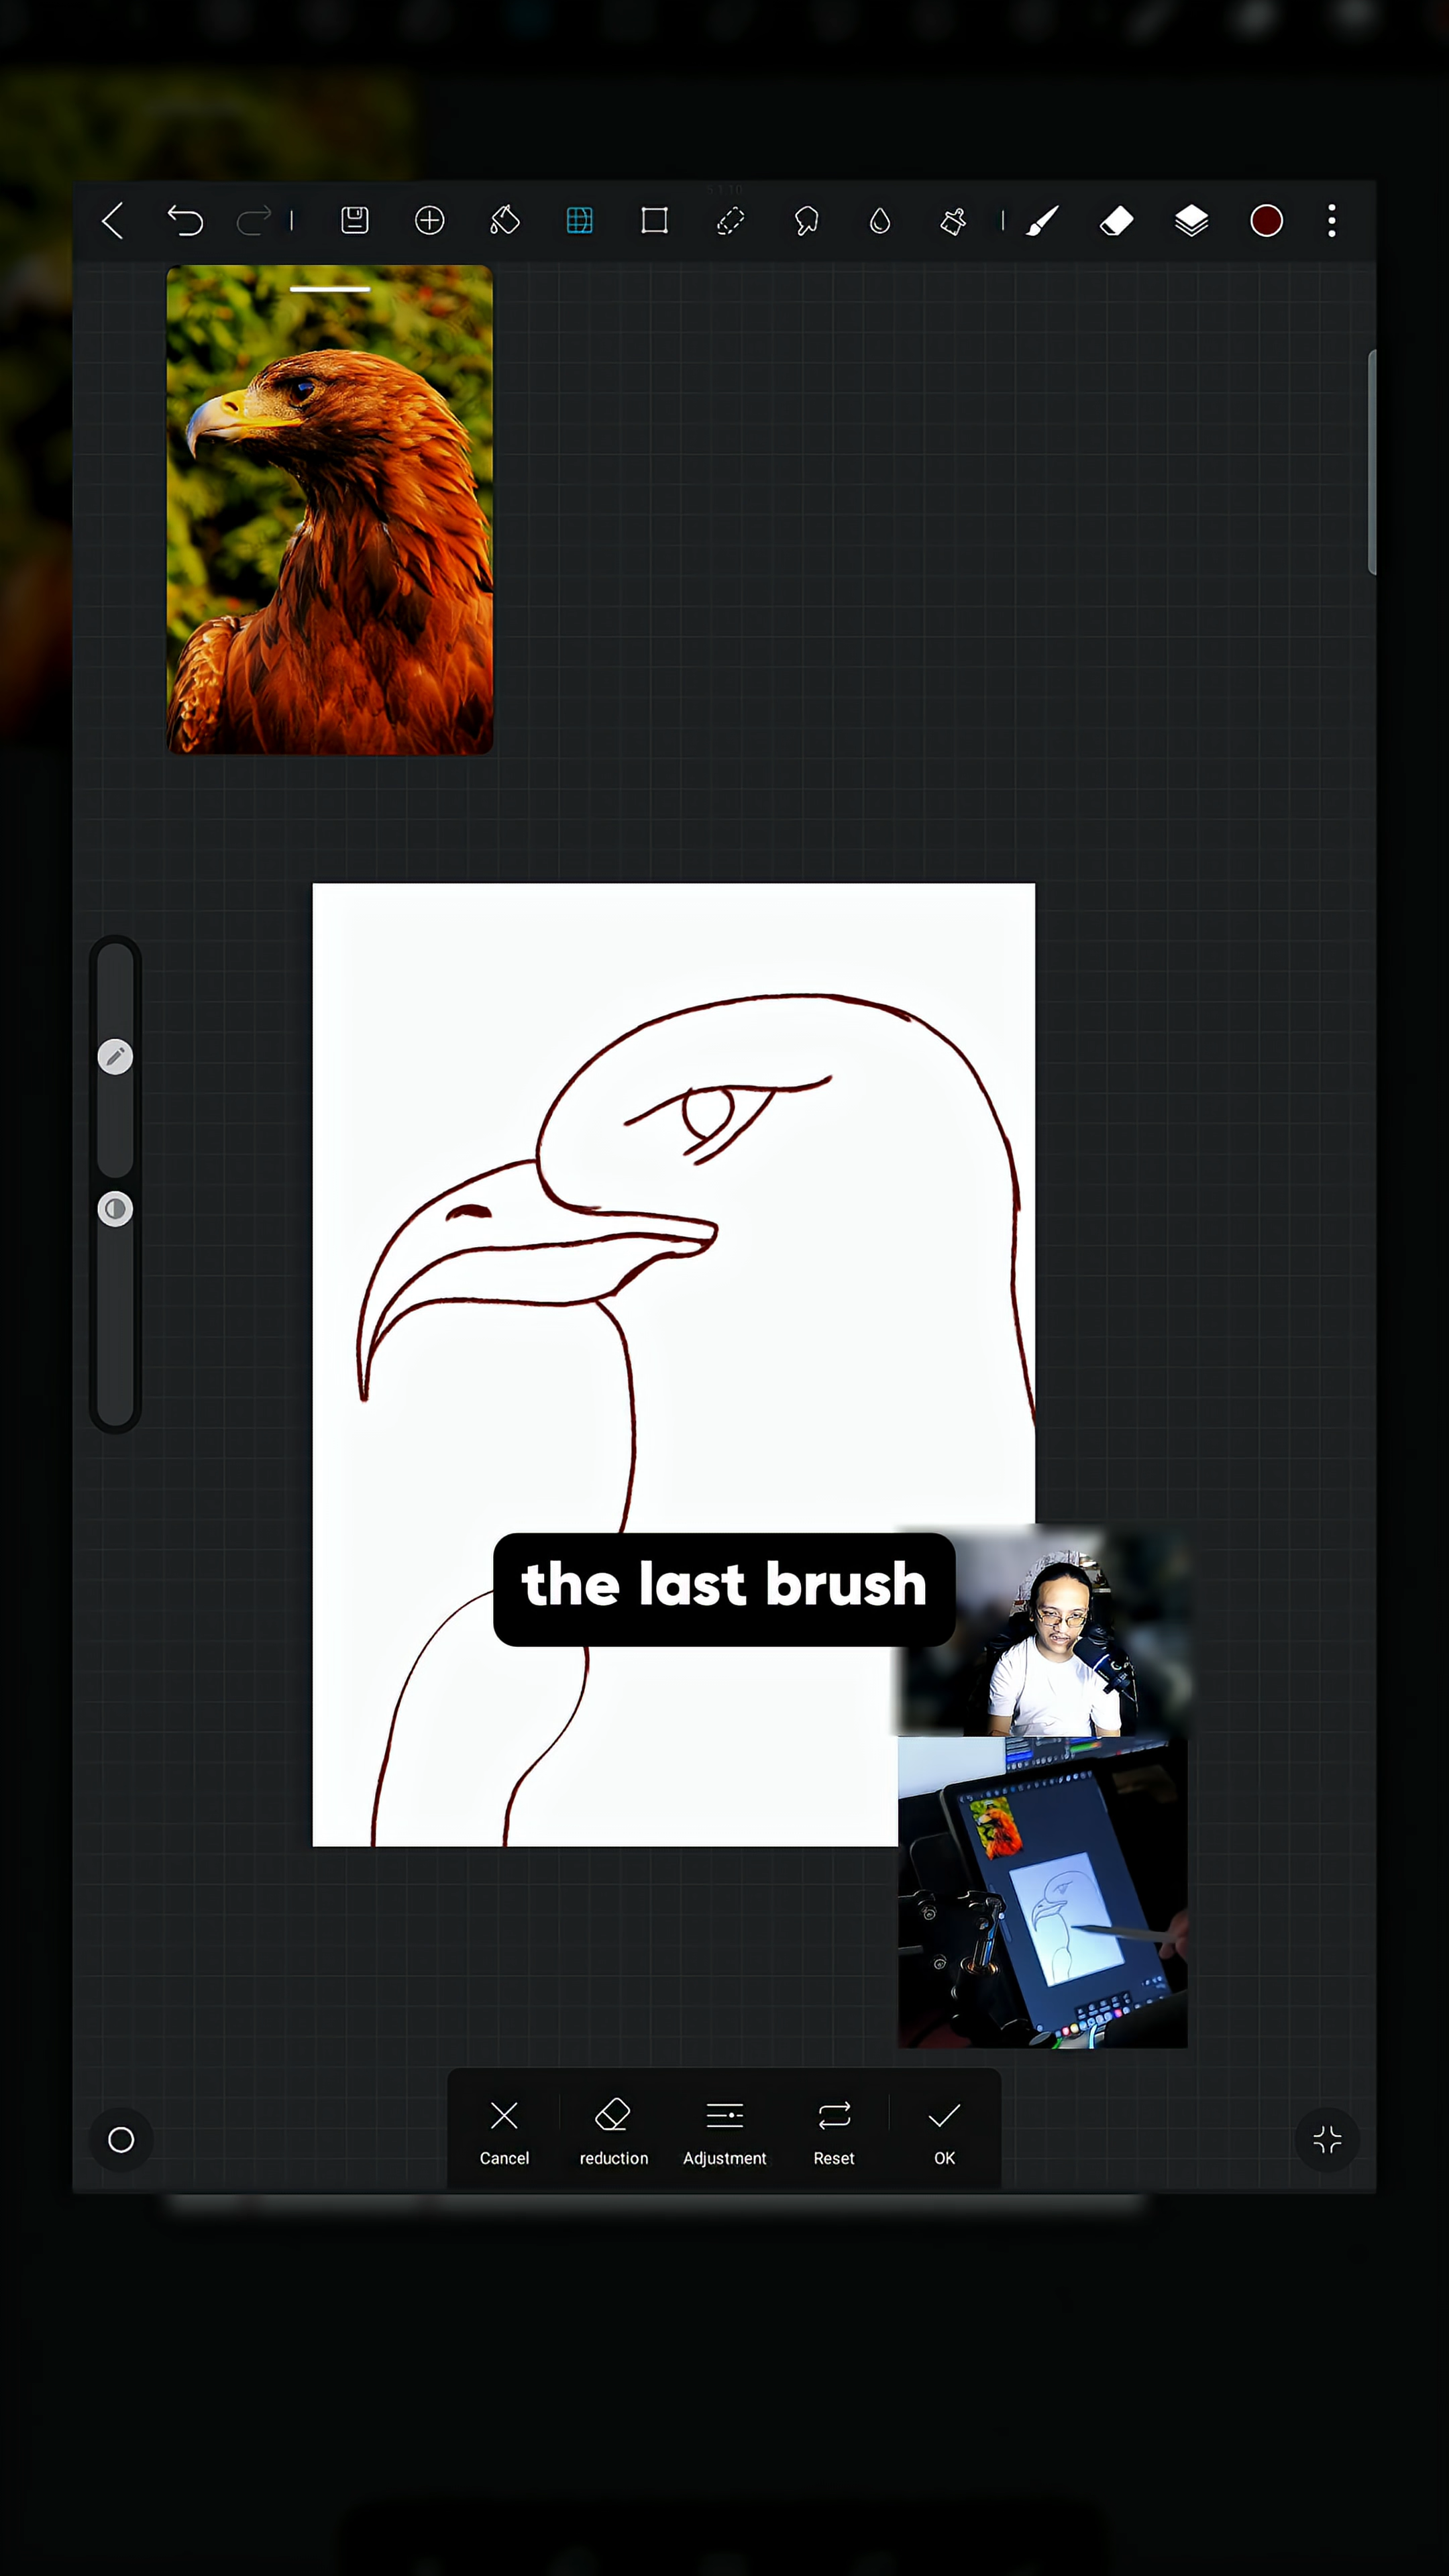 the last brush
Cancel
reduction
Adjustment
Reset
OK